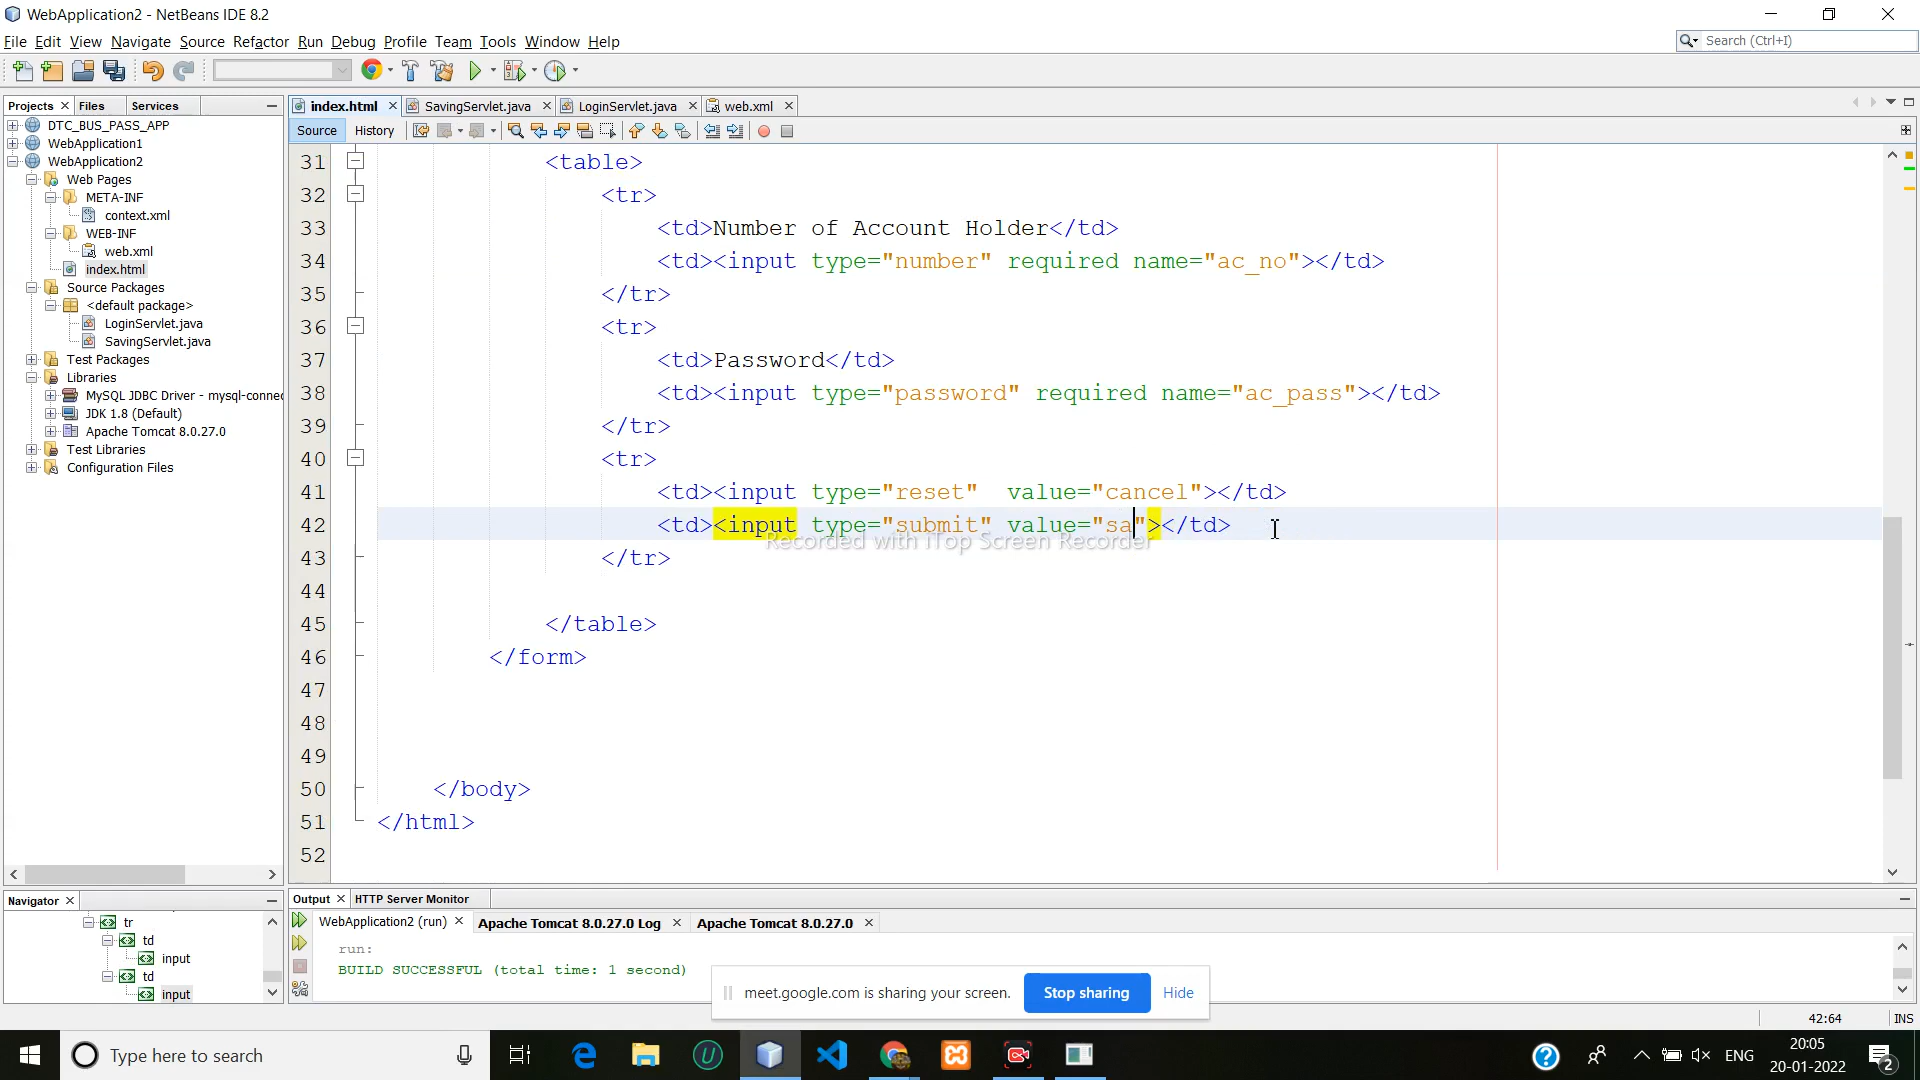 WebApplication2 - NetBeans IDE 8.2
File Edit View Navigate Source Refactor Run Debug Profile Team Tools Window Help
Search (Ctrl+I)
Projects Files Services
index.html SavingServlet.java LoginServlet.java web.xml
Source History
DTC_BUS_PASS_APP
WebApplication1
WebApplication2
Web Pages
META-INF
context.xml
WEB-INF
web.xml
index.html
Source Packages
<default package>
LoginServlet.java
SavingServlet.java
Test Packages
Libraries
MySQL JDBC Driver - mysql-connec
JDK 1.8 (Default)
Apache Tomcat 8.0.27.0
Test Libraries
Configuration Files
31 <table>
32 <tr>
33 <td>Number of Account Holder</td>
34 <td><input type="number" required name="ac_no"></td>
35 </tr>
36 <tr>
37 <td>Password</td>
38 <td><input type="password" required name="ac_pass"></td>
39 </tr>
40 <tr>
41 <td><input type="reset"  value="cancel"></td>
42 <td><input type="submit" value="sa"></td>
Recorded with iTop Screen Recorder
43 </tr>
44
45 </table>
46 </form>
47
48
49
50 </body>
51 </html>
52
Navigator
tr
td
input
td
input
Output HTTP Server Monitor
WebApplication2 (run) Apache Tomcat 8.0.27.0 Log Apache Tomcat 8.0.27.0
run:
BUILD SUCCESSFUL (total time: 1 second)
meet.google.com is sharing your screen. Stop sharing Hide
42:64 INS
Type here to search
ENG
20:05
20-01-2022
2